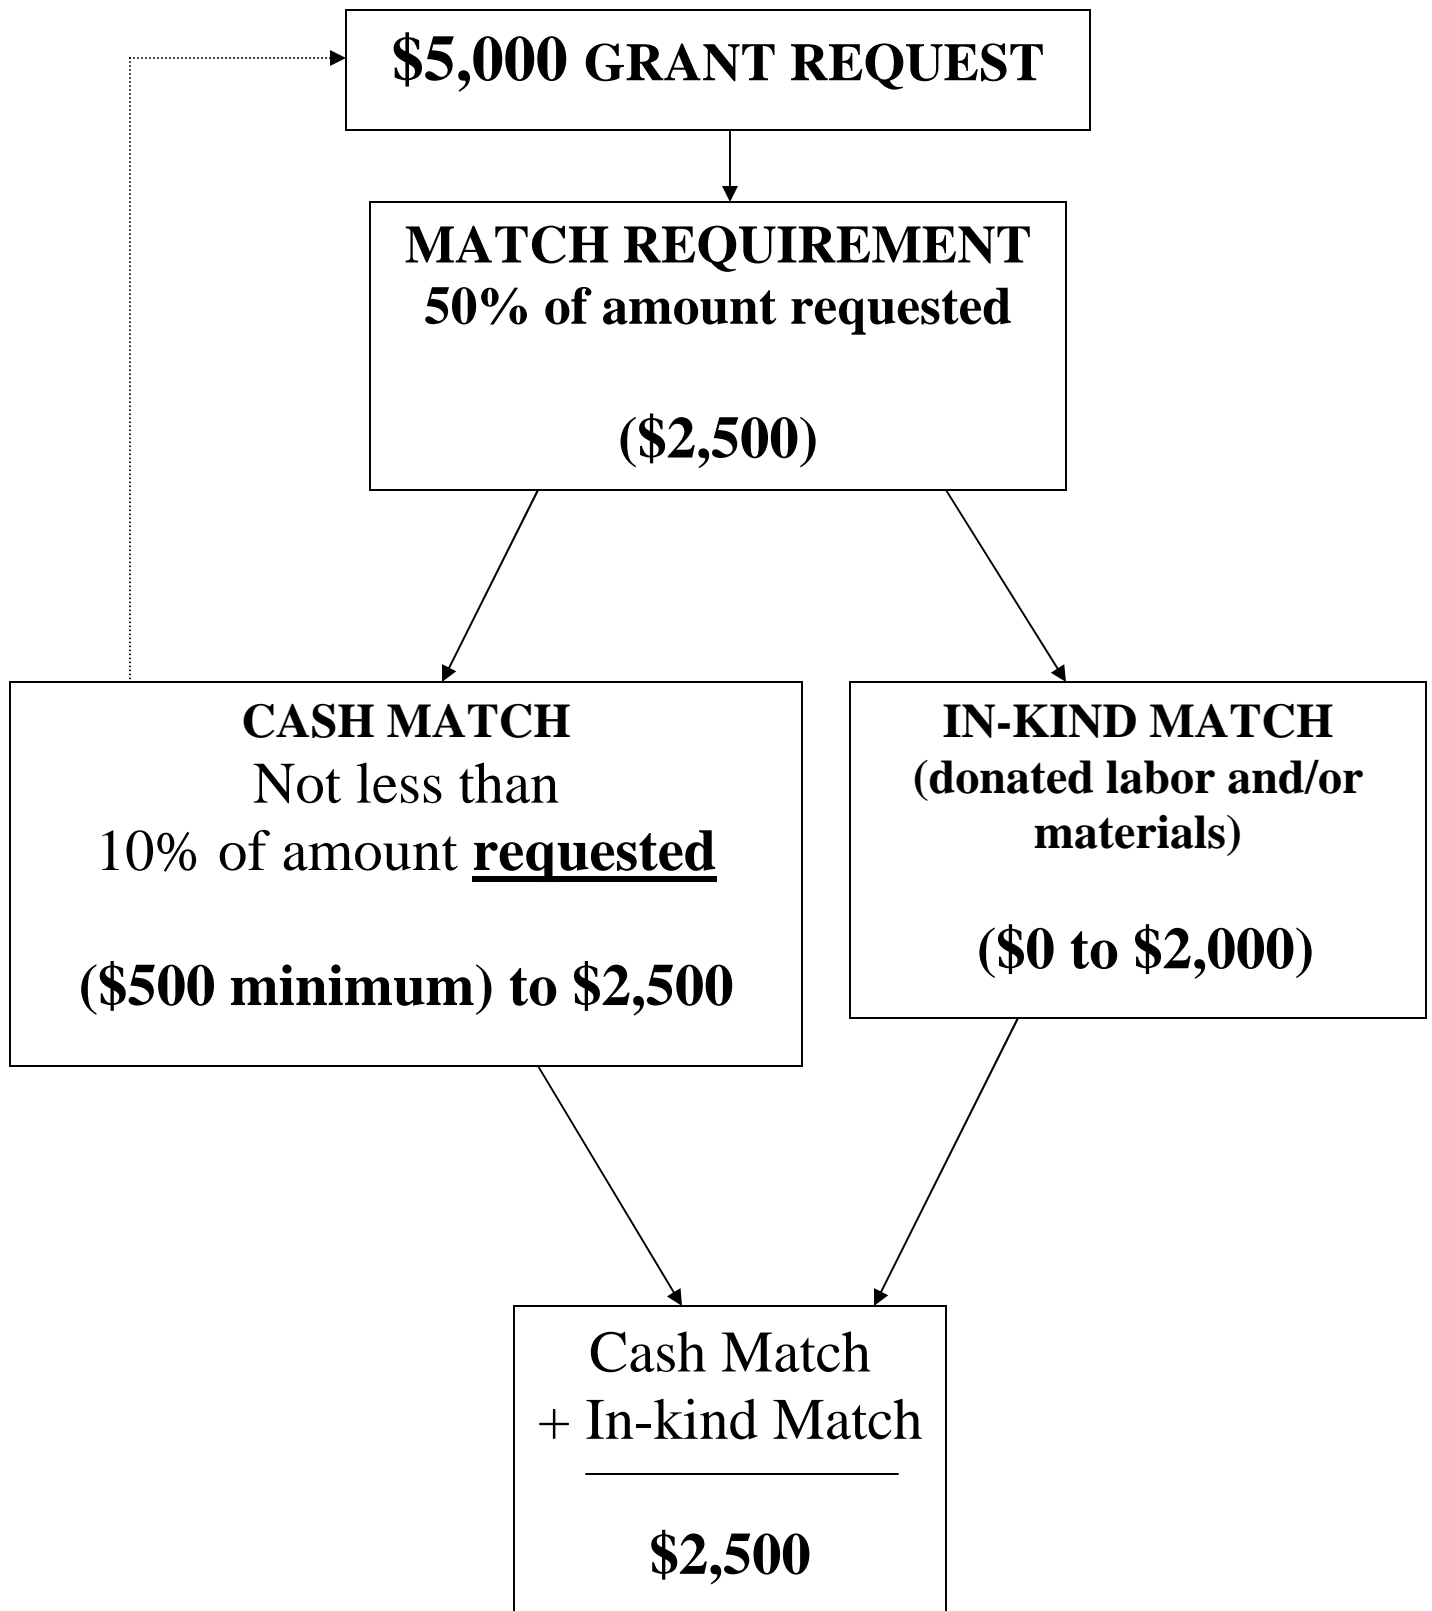 $5,000 GRANT REQUEST
MATCH REQUIREMENT
50% of amount requested
($2,500)
CASH MATCH
Not less than
10% of amount requested
($500 minimum) to $2,500
IN-KIND MATCH
(donated labor and/or
materials)
($0 to $2,000)
Cash Match
+ In-kind Match
$2,500